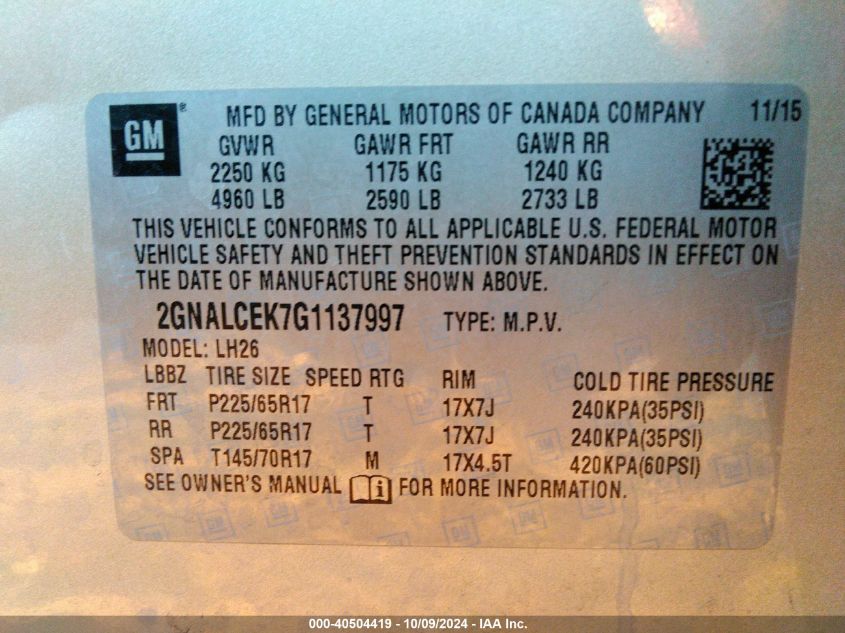 GM ® MFD BY GENERAL MOTORS OF CANADA COMPANY 11/15
GVWR GAWR FRT GAWR RR
2250 KG 1175 KG 1240 KG
4960 LB 2590 LB 2733 LB
THIS VEHICLE CONFORMS TO ALL APPLICABLE U.S. FEDERAL MOTOR
VEHICLE SAFETY AND THEFT PREVENTION STANDARDS IN EFFECT ON
THE DATE OF MANUFACTURE SHOWN ABOVE.
2GNALCEK7G1137997 TYPE: M.P.V.
MODEL: LH26
LBBZ TIRE SIZE SPEED RTG RIM COLD TIRE PRESSURE
FRT P225/65R17 T 17X7J 240KPA(35PSI)
RR P225/65R17 T 17X7J 240KPA(35PSI)
SPA T145/70R17 M 17X4.5T 420KPA(60PSI)
SEE OWNER'S MANUAL FOR MORE INFORMATION.
000-40504419 - 10/09/2024 - IAA Inc.